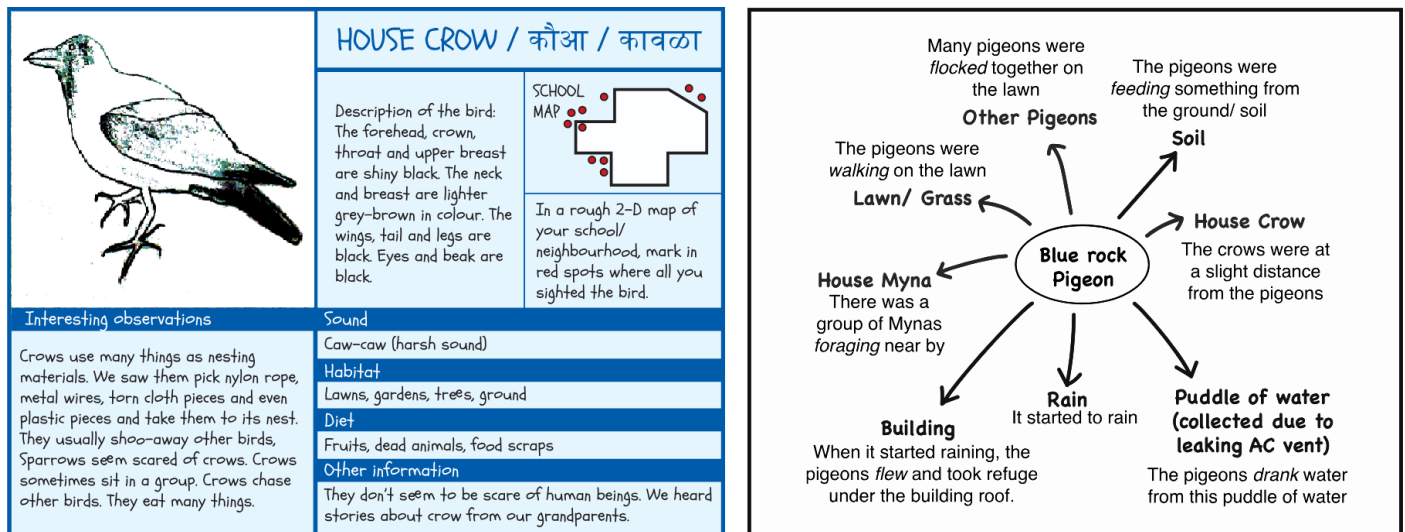 HOUSE CROW / कौआ / कावळा
Description of the bird:
The forehead, crown,
throat and upper breast
are shiny black. The neck
and breast are lighter
grey-brown in colour. The
wings, tail and legs are
black. Eyes and beak are
black.
SCHOOL
MAP
In a rough 2-D map of
your school/
neighbourhood, mark in
red spots where all you
sighted the bird.
Interesting observations
Crows use many things as nesting
materials. We saw them pick nylon rope,
metal wires, torn cloth pieces and even
plastic pieces and take them to its nest.
They usually shoo-away other birds,
Sparrows seem scared of crows. Crows
sometimes sit in a group. Crows chase
other birds. They eat many things.
Sound
Caw-caw (harsh sound)
Habitat
Lawns, gardens, trees, ground
Diet
Fruits, dead animals, food scraps
Other information
They don't seem to be scare of human beings. We heard
stories about crow from our grandparents.
Many pigeons were
flocked together on
the lawn
Other Pigeons
The pigeons were
feeding something from
the ground/ soil
Soil
The pigeons were
walking on the lawn
Lawn/ Grass
House Crow
The crows were at
a slight distance
from the pigeons
Blue rock
Pigeon
House Myna
There was a
group of Mynas
foraging near by
Building
When it started raining, the
pigeons flew and took refuge
under the building roof.
Rain
It started to rain
Puddle of water
(collected due to
leaking AC vent)
The pigeons drank water
from this puddle of water